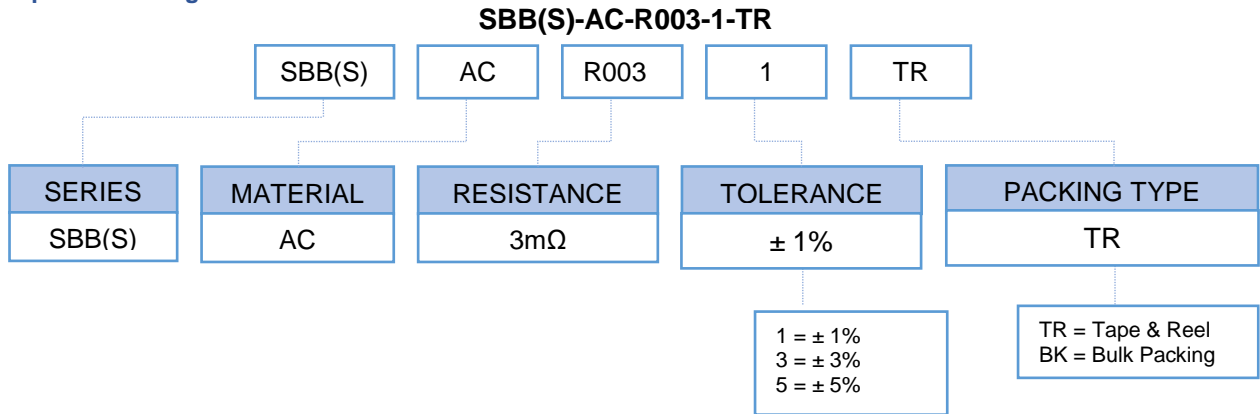 SBB(S)-AC-R003-1-TR
SBB(S) AC R003 1 TR
SERIES MATERIAL RESISTANCE TOLERANCE PACKING TYPE
SBB(S) AC 3mΩ ± 1% TR
1 = ± 1%
3 = ± 3%
5 = ± 5%
TR = Tape & Reel
BK = Bulk Packing